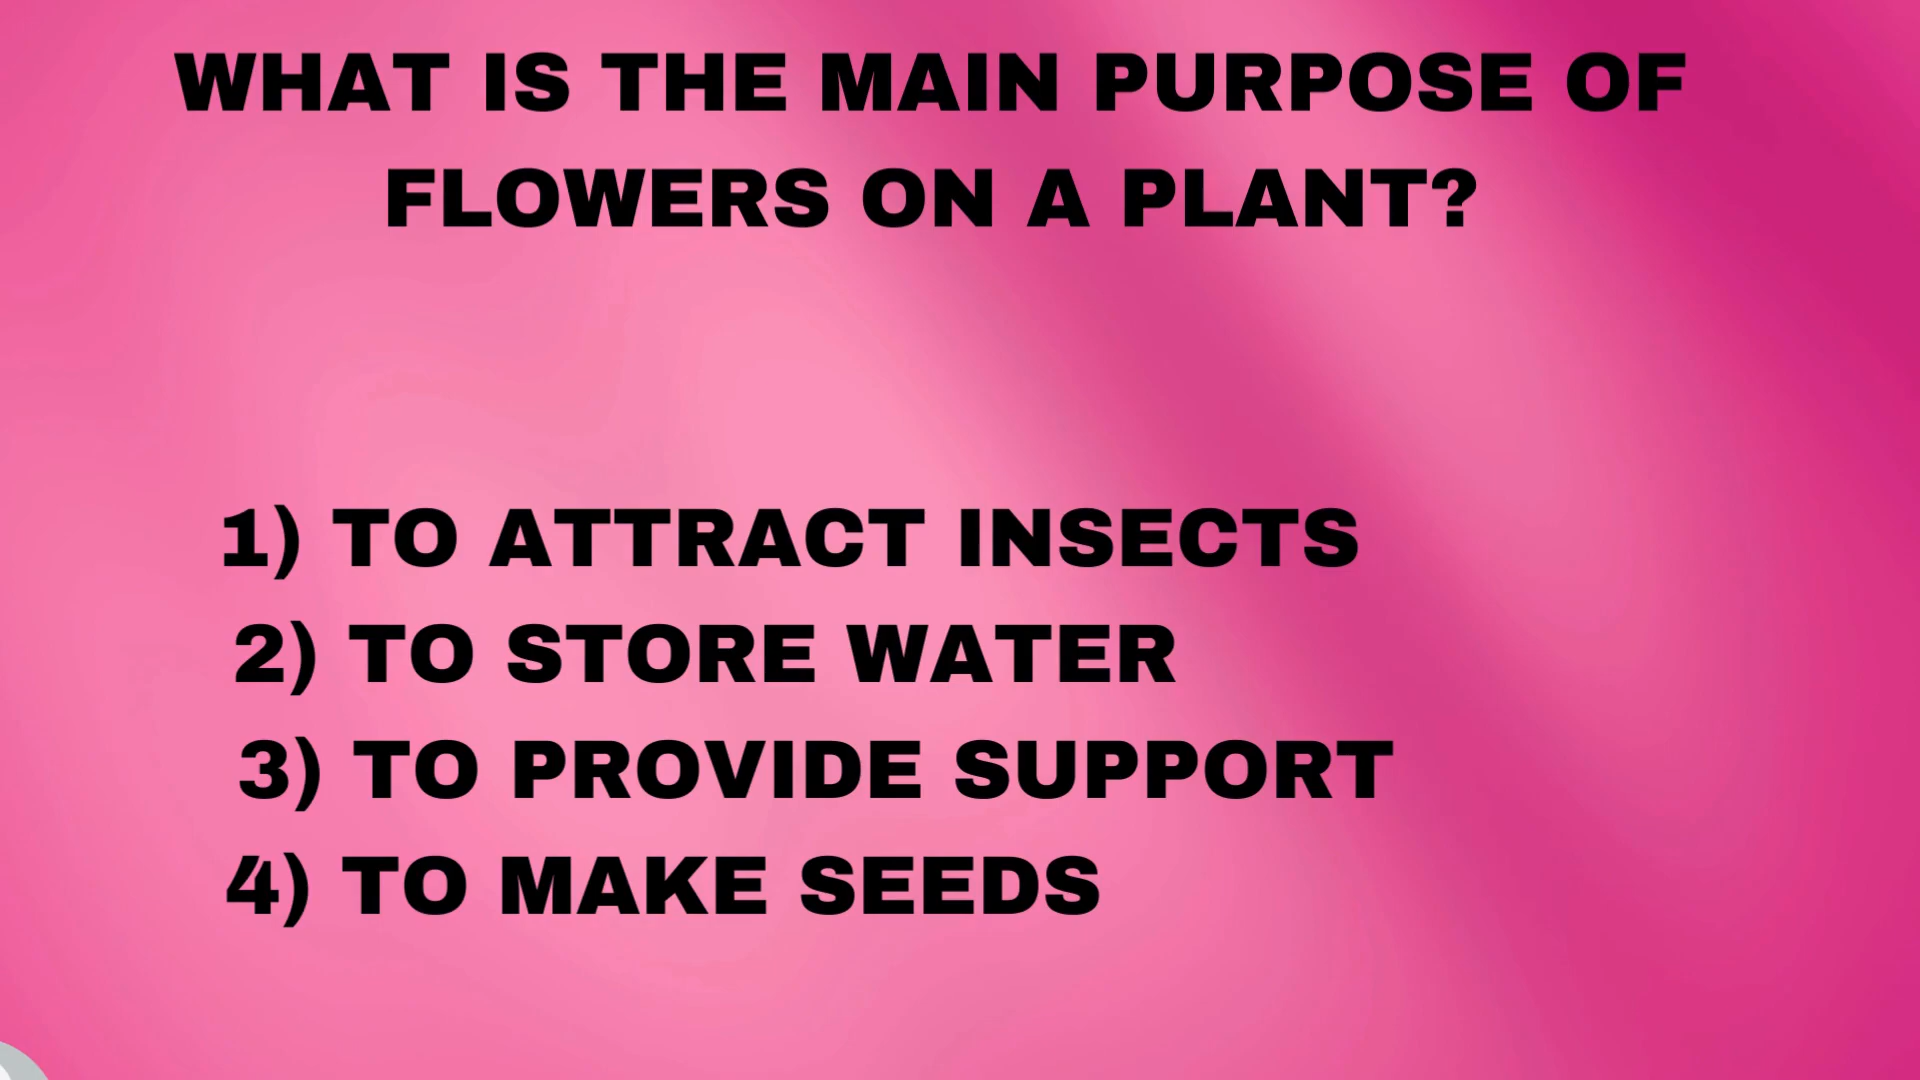 WHAT IS THE MAIN PURPOSE OF
FLOWERS ON A PLANT?
1) TO ATTRACT INSECTS
2) TO STORE WATER
3) TO PROVIDE SUPPORT
4) TO MAKE SEEDS